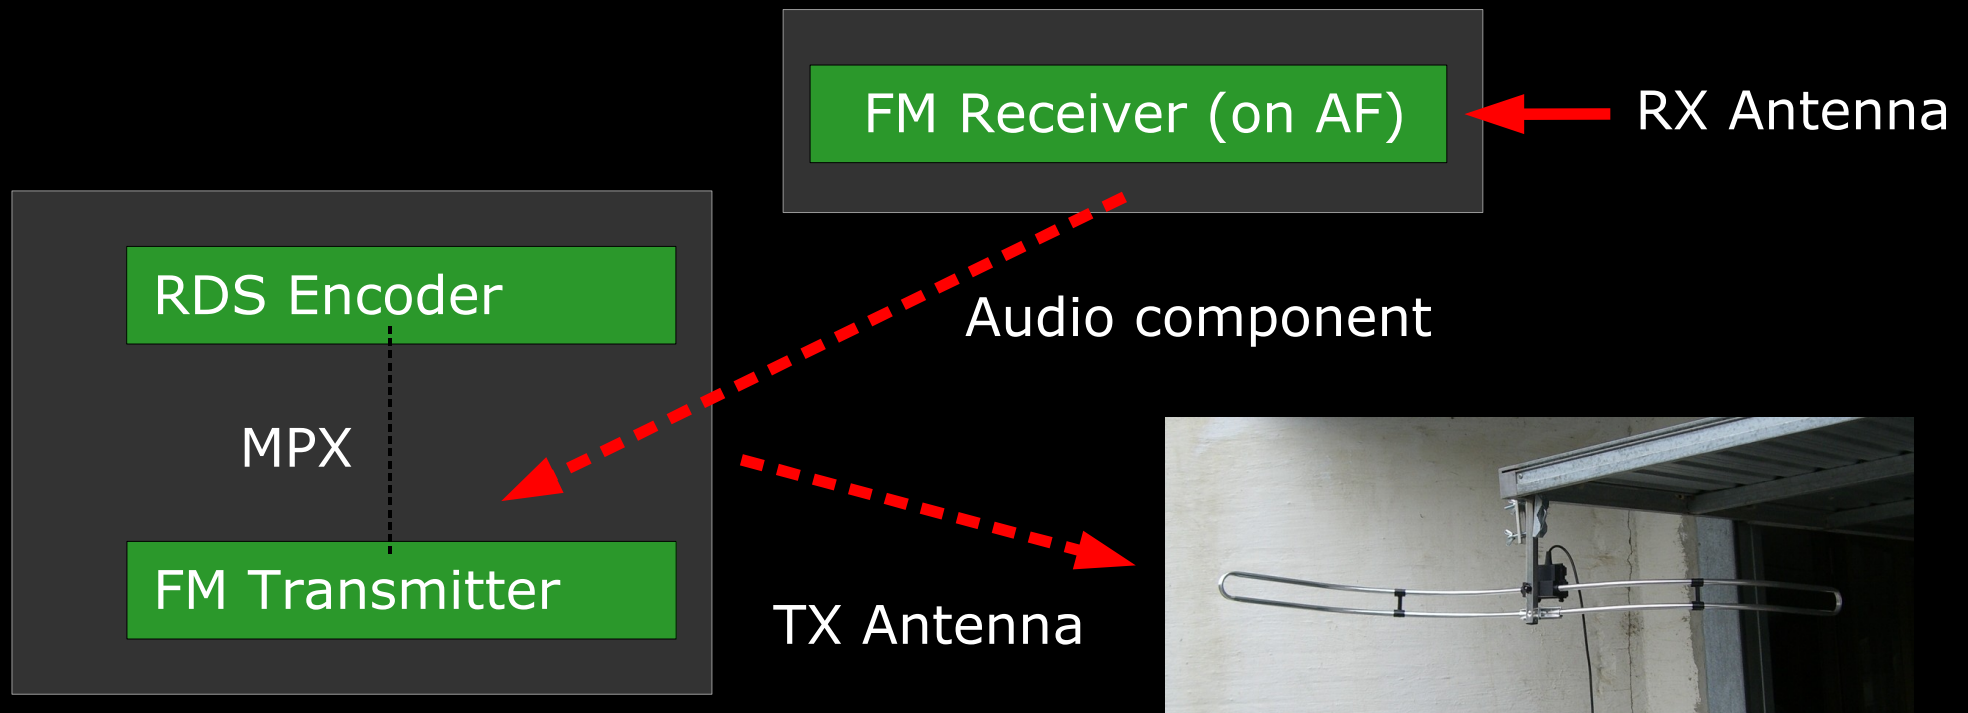 FM Receiver (on AF)
RX Antenna
RDS Encoder
Audio component
MPX
FM Transmitter
TX Antenna